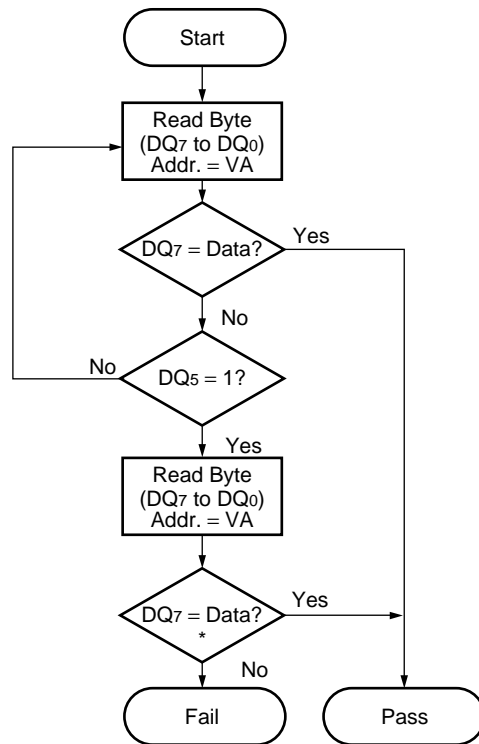 Start
Read Byte
(DQ7 to DQ0)
Addr. = VA
DQ7 = Data?
Yes
No
DQ5 = 1?
No
Yes
Read Byte
(DQ7 to DQ0)
Addr. = VA
DQ7 = Data?
*
Yes
No
Fail
Pass